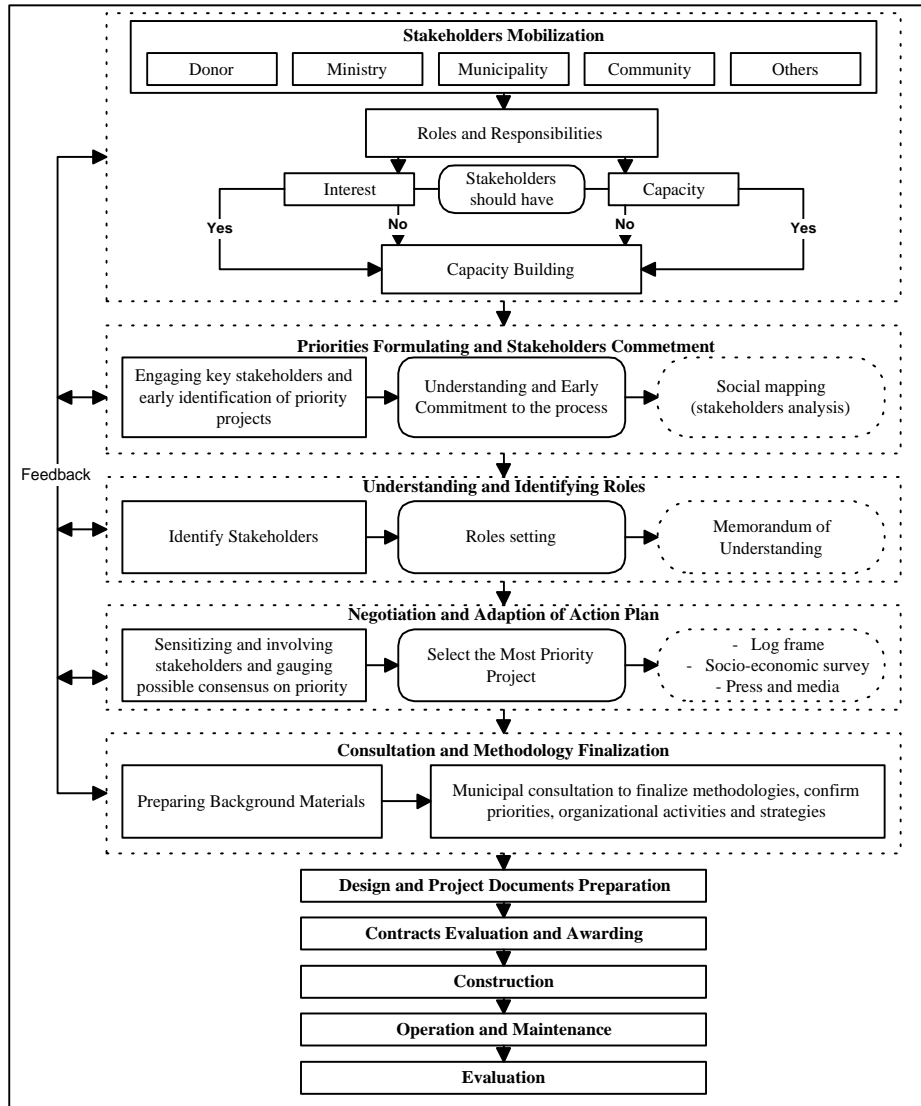 Stakeholders Mobilization
Donor
Ministry
Municipality
Community
Others
Roles and Responsibilities
Interest
Stakeholders
should have
Capacity
Yes
No
No
Yes
Capacity Building
Priorities Formulating and Stakeholders Commetment
Engaging key stakeholders and
early identification of priority
projects
Understanding and Early
Commitment to the process
Social mapping
(stakeholders analysis)
Feedback
Understanding and Identifying Roles
Identify Stakeholders
Roles setting
Memorandum of
Understanding
Negotiation and Adaption of Action Plan
Sensitizing and involving
stakeholders and gauging
possible consensus on priority
Select the Most Priority
Project
- Log frame
- Socio-economic survey
- Press and media
Consultation and Methodology Finalization
Preparing Background Materials
Municipal consultation to finalize methodologies, confirm
priorities, organizational activities and strategies
Design and Project Documents Preparation
Contracts Evaluation and Awarding
Construction
Operation and Maintenance
Evaluation